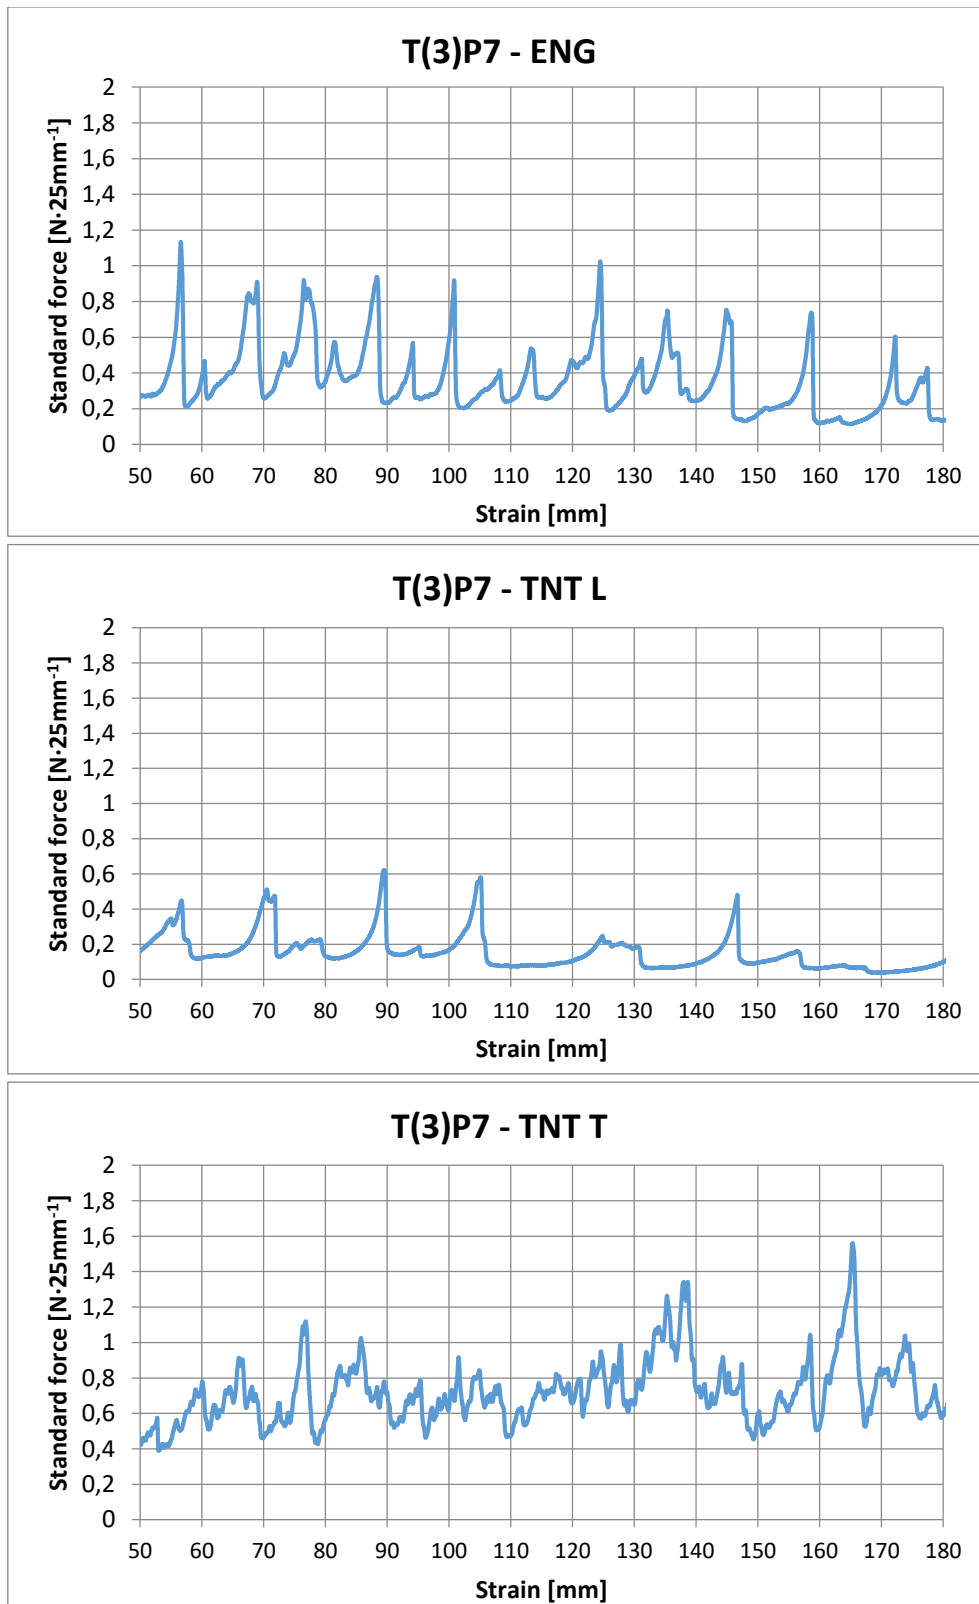 T(3)P7 - ENG
Standard force [N·25mm⁻¹]
2
1,8
1,6
1,4
1,2
1
0,8
0,6
0,4
0,2
0
50 60 70 80 90 100 110 120 130 140 150 160 170 180
Strain [mm]
T(3)P7 - TNT L
Standard force [N·25mm⁻¹]
2
1,8
1,6
1,4
1,2
1
0,8
0,6
0,4
0,2
0
50 60 70 80 90 100 110 120 130 140 150 160 170 180
Strain [mm]
T(3)P7 - TNT T
Standard force [N·25mm⁻¹]
2
1,8
1,6
1,4
1,2
1
0,8
0,6
0,4
0,2
0
50 60 70 80 90 100 110 120 130 140 150 160 170 180
Strain [mm]